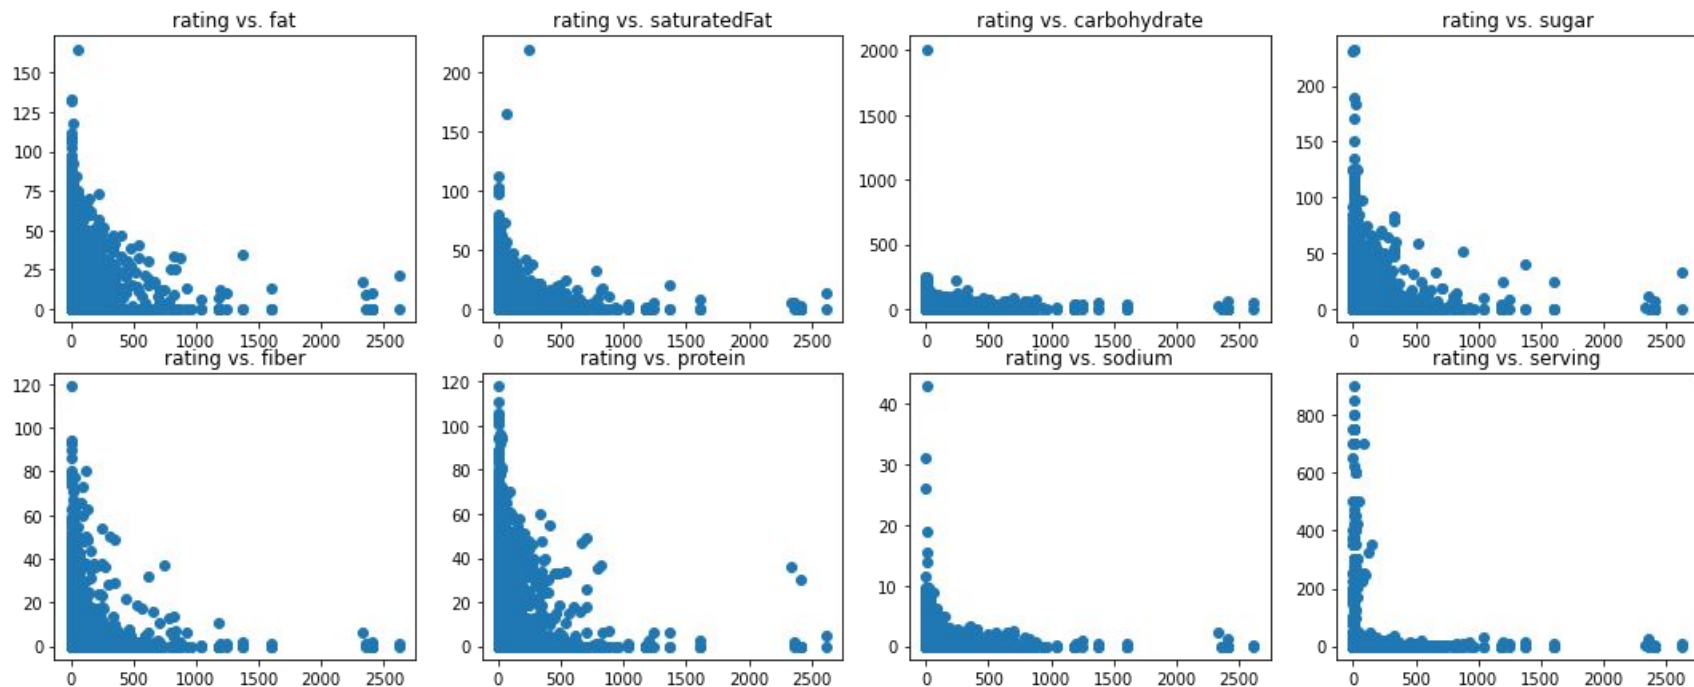 rating vs. fat
150
125
100
75
50
25
0
0 500 1000 1500 2000 2500
rating vs. saturatedFat
200
150
100
50
0
0 500 1000 1500 2000 2500
rating vs. carbohydrate
2000
1500
1000
500
0
0 500 1000 1500 2000 2500
rating vs. sugar
200
150
100
50
0
0 500 1000 1500 2000 2500
rating vs. fiber
120
100
80
60
40
20
0
0 500 1000 1500 2000 2500
rating vs. protein
120
100
80
60
40
20
0
0 500 1000 1500 2000 2500
rating vs. sodium
40
30
20
10
0
0 500 1000 1500 2000 2500
rating vs. serving
800
600
400
200
0
0 500 1000 1500 2000 2500